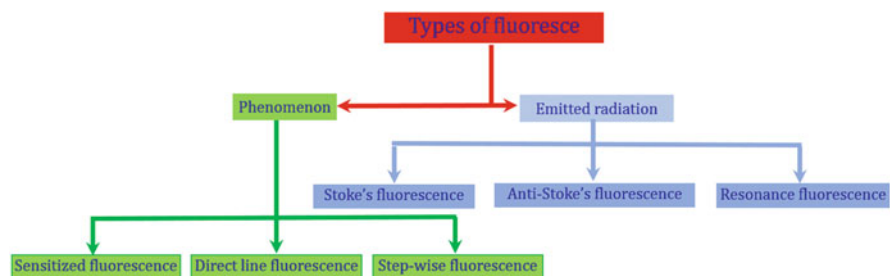 Types of fluoresce
Phenomenon
Emitted radiation
Stoke's fluorescence
Anti-Stoke's fluorescence
Resonance fluorescence
Sensitized fluorescence
Direct line fluorescence
Step-wise fluorescence